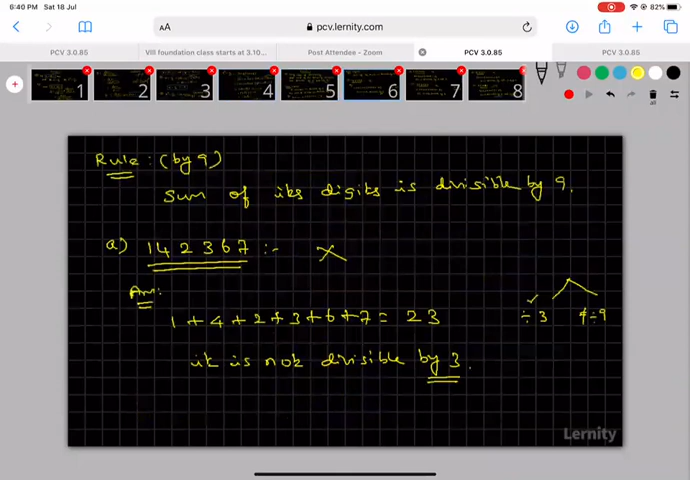 6:40 PM Sat 18 Jul
82%
AA
pcv.lernity.com
PCV 3.0.85
VIII foundation class starts at 3.10...
Post Attendee - Zoom
PCV 3.0.85
PCV 3.0.85
1
2
3
4
5
6
7
8
all
Rule: (by 9)
Sum of its digits is divisible by 9.
a) 142367 :-
Ans:
1+4+2+3+6+7 = 23
÷3
÷9
it is not divisible by 3.
Lernity